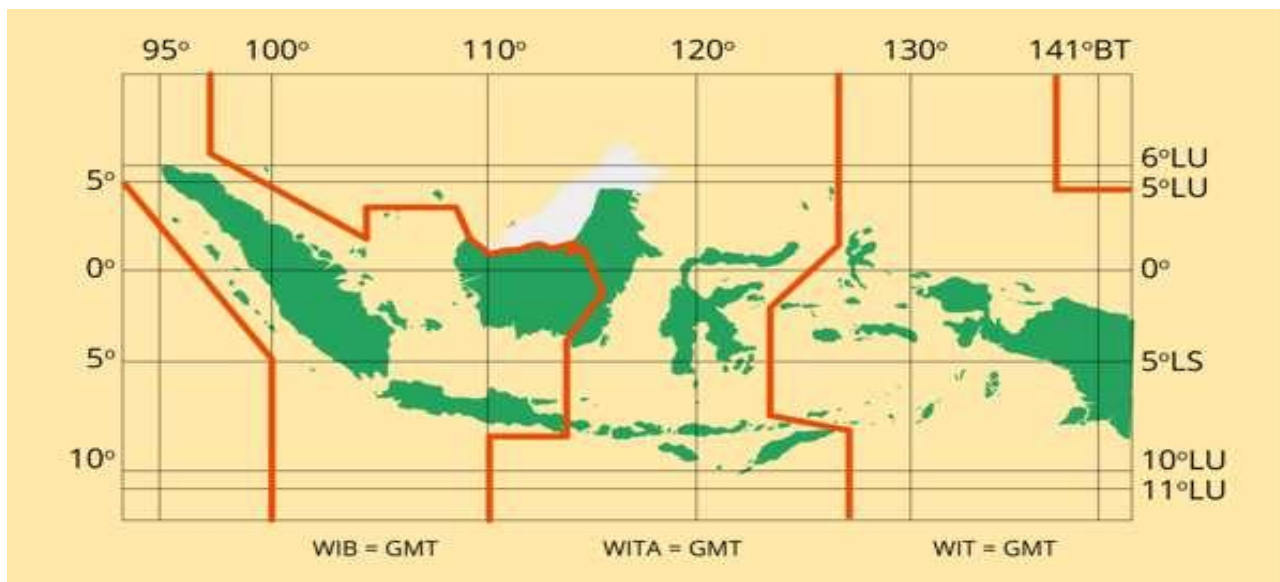 95° 100° 110° 120° 130° 141°BT
6°LU
5° 5°LU
0° 0°
5° 5°LS
10° 10°LU
11°LU
WIB = GMT WITA = GMT WIT = GMT